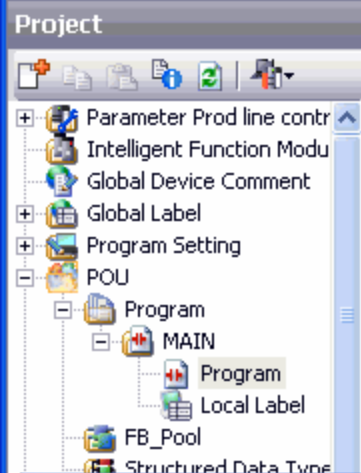 Project
Parameter Prod line contr
Intelligent Function Modu
Global Device Comment
Global Label
Program Setting
POU
Program
MAIN
Program
Local Label
FB_Pool
Structured Data Type